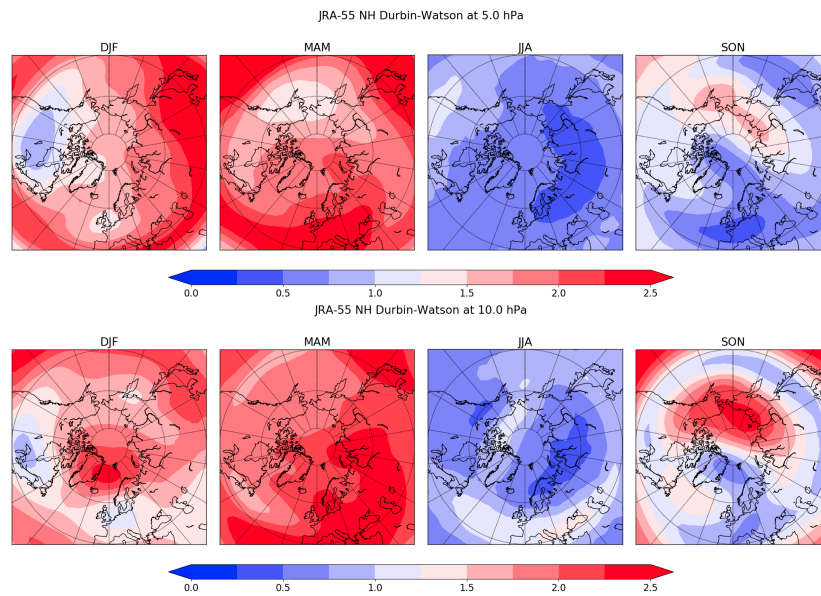 JRA-55 NH Durbin-Watson at 5.0 hPa
DJF MAM JJA SON
0.0 0.5 1.0 1.5 2.0 2.5
JRA-55 NH Durbin-Watson at 10.0 hPa
DJF MAM JJA SON
0.0 0.5 1.0 1.5 2.0 2.5